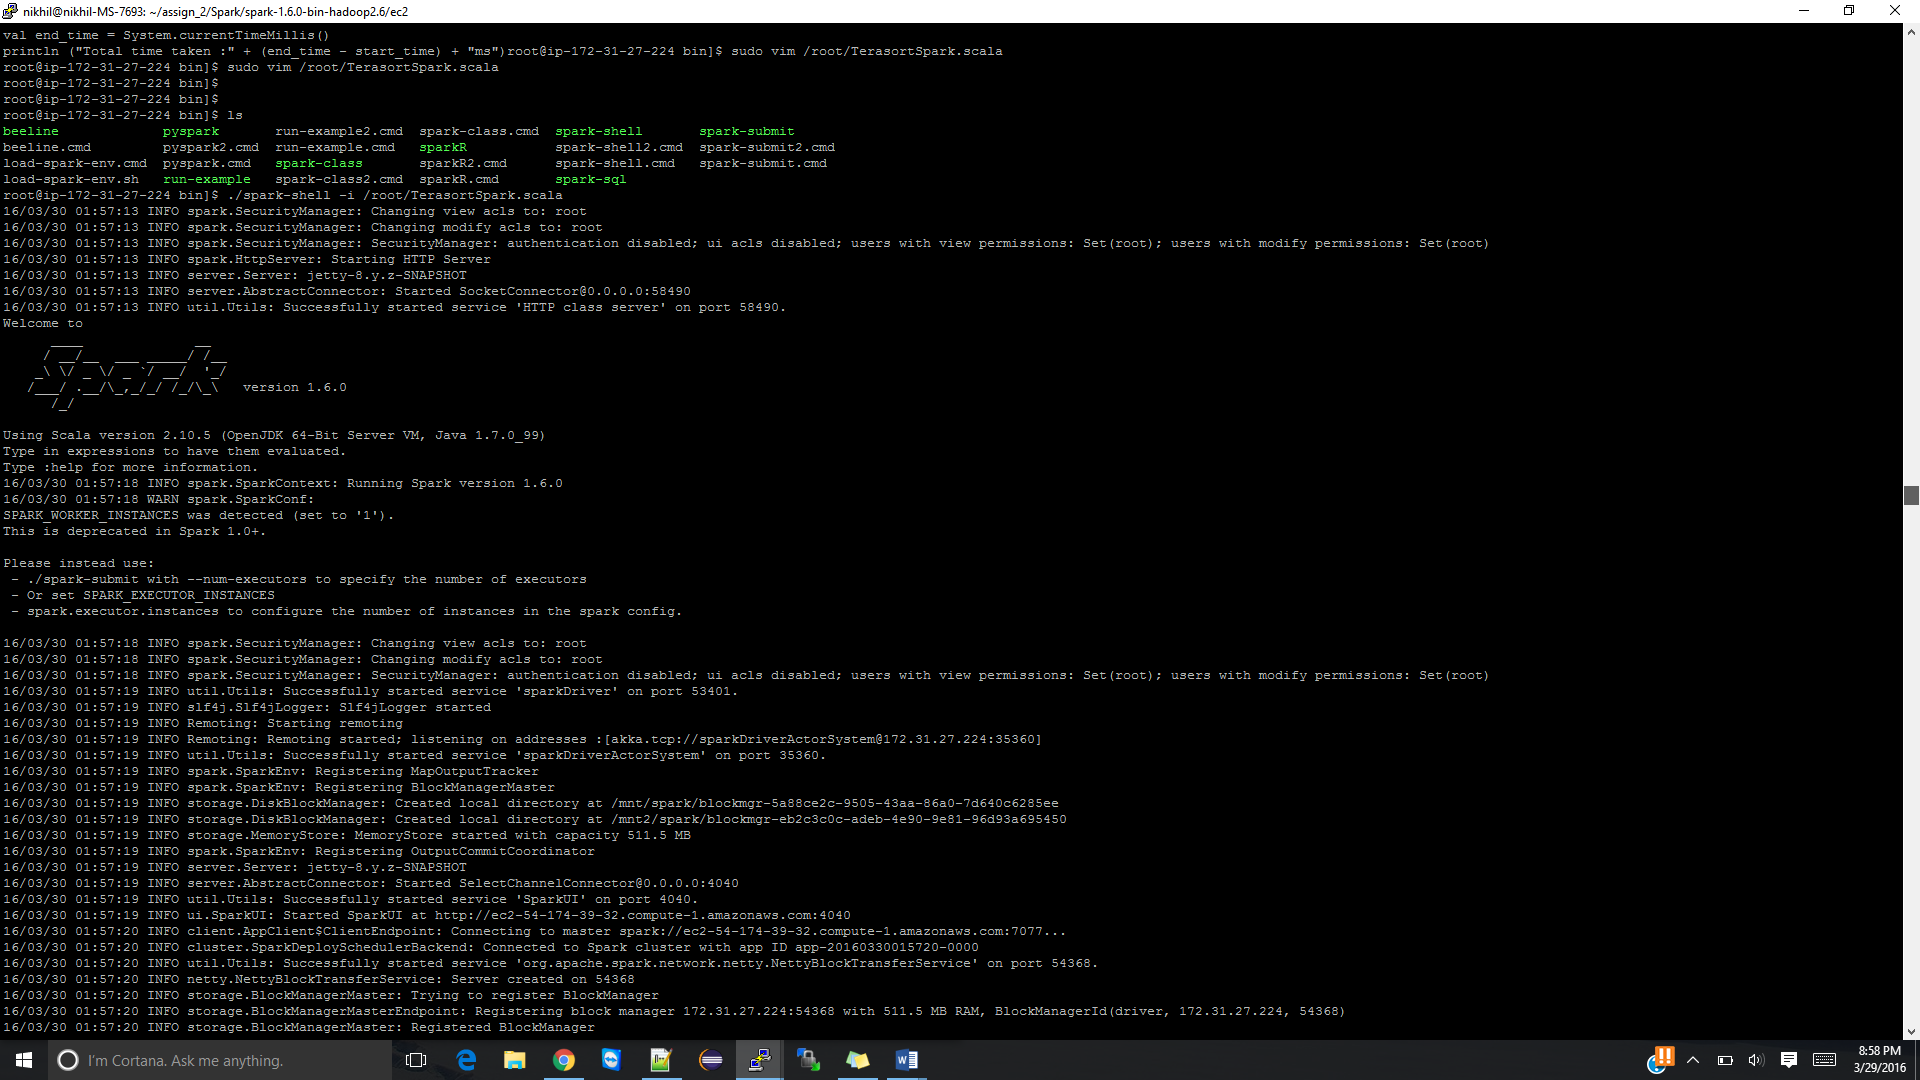 nikhil@nikhil-MS-7693: ~/assign_2/Spark/spark-1.6.0-bin-hadoop2.6/ec2
val end_time = System.currentTimeMillis()
println ("Total time taken :" + (end_time - start_time) + "ms")root@ip-172-31-27-224 bin]$ sudo vim /root/TerasortSpark.scala
root@ip-172-31-27-224 bin]$ sudo vim /root/TerasortSpark.scala
root@ip-172-31-27-224 bin]$
root@ip-172-31-27-224 bin]$
root@ip-172-31-27-224 bin]$ ls
beeline             pyspark       run-example2.cmd  spark-class.cmd  spark-shell       spark-submit
beeline.cmd         pyspark2.cmd  run-example.cmd   sparkR           spark-shell2.cmd  spark-submit2.cmd
load-spark-env.cmd  pyspark.cmd   spark-class       sparkR2.cmd      spark-shell.cmd   spark-submit.cmd
load-spark-env.sh   run-example   spark-class2.cmd  sparkR.cmd       spark-sql
root@ip-172-31-27-224 bin]$ ./spark-shell -i /root/TerasortSpark.scala
16/03/30 01:57:13 INFO spark.SecurityManager: Changing view acls to: root
16/03/30 01:57:13 INFO spark.SecurityManager: Changing modify acls to: root
16/03/30 01:57:13 INFO spark.SecurityManager: SecurityManager: authentication disabled; ui acls disabled; users with view permissions: Set(root); users with modify permissions: Set(root)
16/03/30 01:57:13 INFO spark.HttpServer: Starting HTTP Server
16/03/30 01:57:13 INFO server.Server: jetty-8.y.z-SNAPSHOT
16/03/30 01:57:13 INFO server.AbstractConnector: Started SocketConnector@0.0.0.0:58490
16/03/30 01:57:13 INFO util.Utils: Successfully started service 'HTTP class server' on port 58490.
Welcome to
      ____              __
     / __/__  ___ _____/ /__
    _\ \/ _ \/ _ `/ __/  '_/
   /___/ .__/\_,_/_/ /_/\_\   version 1.6.0
      /_/
Using Scala version 2.10.5 (OpenJDK 64-Bit Server VM, Java 1.7.0_99)
Type in expressions to have them evaluated.
Type :help for more information.
16/03/30 01:57:18 INFO spark.SparkContext: Running Spark version 1.6.0
16/03/30 01:57:18 WARN spark.SparkConf:
SPARK_WORKER_INSTANCES was detected (set to '1').
This is deprecated in Spark 1.0+.
Please instead use:
 - ./spark-submit with --num-executors to specify the number of executors
 - Or set SPARK_EXECUTOR_INSTANCES
 - spark.executor.instances to configure the number of instances in the spark config.
16/03/30 01:57:18 INFO spark.SecurityManager: Changing view acls to: root
16/03/30 01:57:18 INFO spark.SecurityManager: Changing modify acls to: root
16/03/30 01:57:18 INFO spark.SecurityManager: SecurityManager: authentication disabled; ui acls disabled; users with view permissions: Set(root); users with modify permissions: Set(root)
16/03/30 01:57:19 INFO util.Utils: Successfully started service 'sparkDriver' on port 53401.
16/03/30 01:57:19 INFO slf4j.Slf4jLogger: Slf4jLogger started
16/03/30 01:57:19 INFO Remoting: Starting remoting
16/03/30 01:57:19 INFO Remoting: Remoting started; listening on addresses :[akka.tcp://sparkDriverActorSystem@172.31.27.224:35360]
16/03/30 01:57:19 INFO util.Utils: Successfully started service 'sparkDriverActorSystem' on port 35360.
16/03/30 01:57:19 INFO spark.SparkEnv: Registering MapOutputTracker
16/03/30 01:57:19 INFO spark.SparkEnv: Registering BlockManagerMaster
16/03/30 01:57:19 INFO storage.DiskBlockManager: Created local directory at /mnt/spark/blockmgr-5a88ce2c-9505-43aa-86a0-7d640c6285ee
16/03/30 01:57:19 INFO storage.DiskBlockManager: Created local directory at /mnt2/spark/blockmgr-eb2c3c0c-adeb-4e90-9e81-96d93a695450
16/03/30 01:57:19 INFO storage.MemoryStore: MemoryStore started with capacity 511.5 MB
16/03/30 01:57:19 INFO spark.SparkEnv: Registering OutputCommitCoordinator
16/03/30 01:57:19 INFO server.Server: jetty-8.y.z-SNAPSHOT
16/03/30 01:57:19 INFO server.AbstractConnector: Started SelectChannelConnector@0.0.0.0:4040
16/03/30 01:57:19 INFO util.Utils: Successfully started service 'SparkUI' on port 4040.
16/03/30 01:57:19 INFO ui.SparkUI: Started SparkUI at http://ec2-54-174-39-32.compute-1.amazonaws.com:4040
16/03/30 01:57:20 INFO client.AppClient$ClientEndpoint: Connecting to master spark://ec2-54-174-39-32.compute-1.amazonaws.com:7077...
16/03/30 01:57:20 INFO cluster.SparkDeploySchedulerBackend: Connected to Spark cluster with app ID app-20160330015720-0000
16/03/30 01:57:20 INFO util.Utils: Successfully started service 'org.apache.spark.network.netty.NettyBlockTransferService' on port 54368.
16/03/30 01:57:20 INFO netty.NettyBlockTransferService: Server created on 54368
16/03/30 01:57:20 INFO storage.BlockManagerMaster: Trying to register BlockManager
16/03/30 01:57:20 INFO storage.BlockManagerMasterEndpoint: Registering block manager 172.31.27.224:54368 with 511.5 MB RAM, BlockManagerId(driver, 172.31.27.224, 54368)
16/03/30 01:57:20 INFO storage.BlockManagerMaster: Registered BlockManager
I'm Cortana. Ask me anything.
8:58 PM
3/29/2016